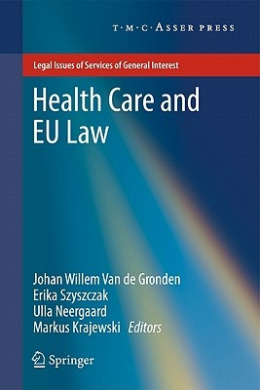 T·M·C·ASSER PRESS
Legal Issues of Services of General Interest
Health Care and
EU Law
Johan Willem Van de Gronden
Erika Szyszczak
Ulla Neergaard
Markus Krajewski Editors
Springer